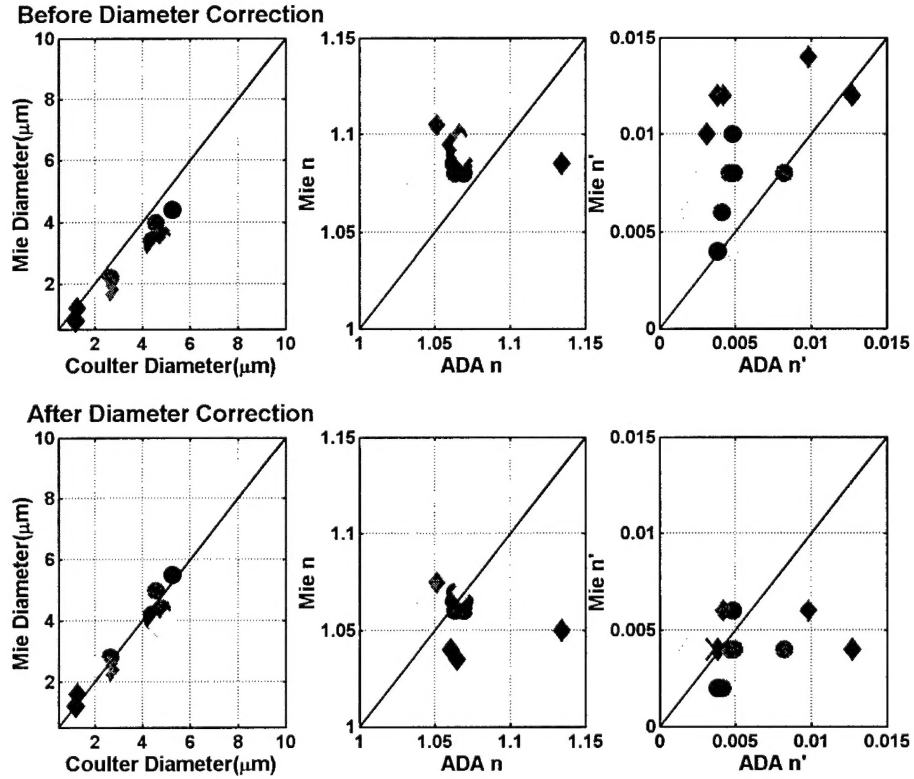 Before Diameter Correction
10
8
6
4
2
Mie Diameter(μm)
2 4 6 8 10
Coulter Diameter(μm)
1.15
1.1
1.05
1
Mie n
1 1.05 1.1 1.15
ADA n
0.015
0.01
0.005
0
Mie n'
0 0.005 0.01 0.015
ADA n'
After Diameter Correction
10
8
6
4
2
Mie Diameter(μm)
2 4 6 8 10
Coulter Diameter(μm)
1.15
1.1
1.05
1
Mie n
1 1.05 1.1 1.15
ADA n
0.015
0.01
0.005
0
Mie n'
0 0.005 0.01 0.015
ADA n'